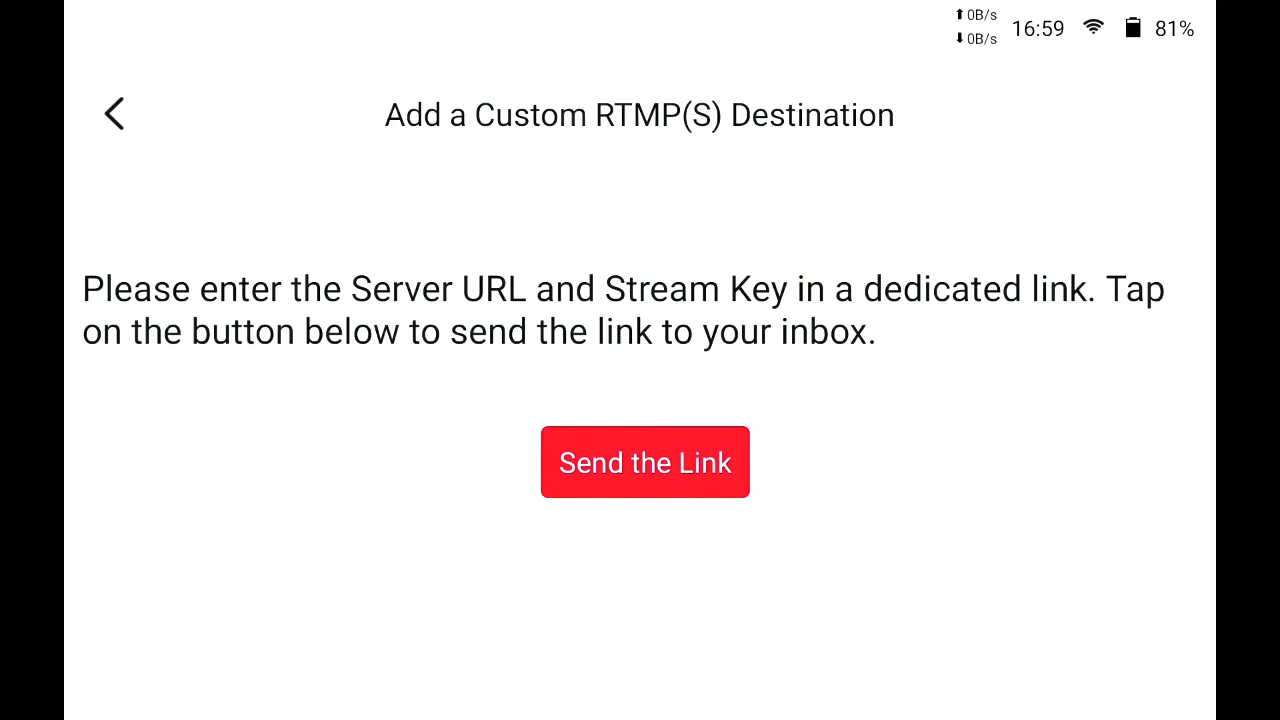 ⬆ 0B/s
⬇ 0B/s
16:59
81%
Add a Custom RTMP(S) Destination
Please enter the Server URL and Stream Key in a dedicated link. Tap
on the button below to send the link to your inbox.
Send the Link